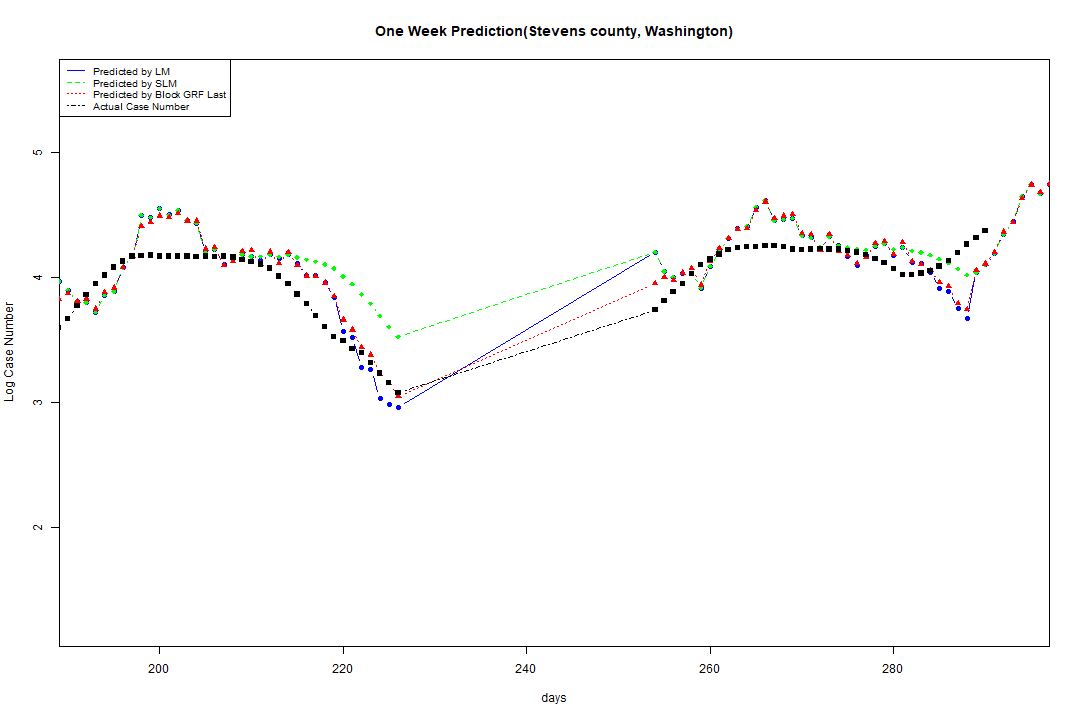 One Week Prediction(Stevens county, Washington)
Predicted by LM
Predicted by SLM
Predicted by Block GRF Last
Actual Case Number
5
4
3
2
Log Case Number
200 220 240 260 280
days